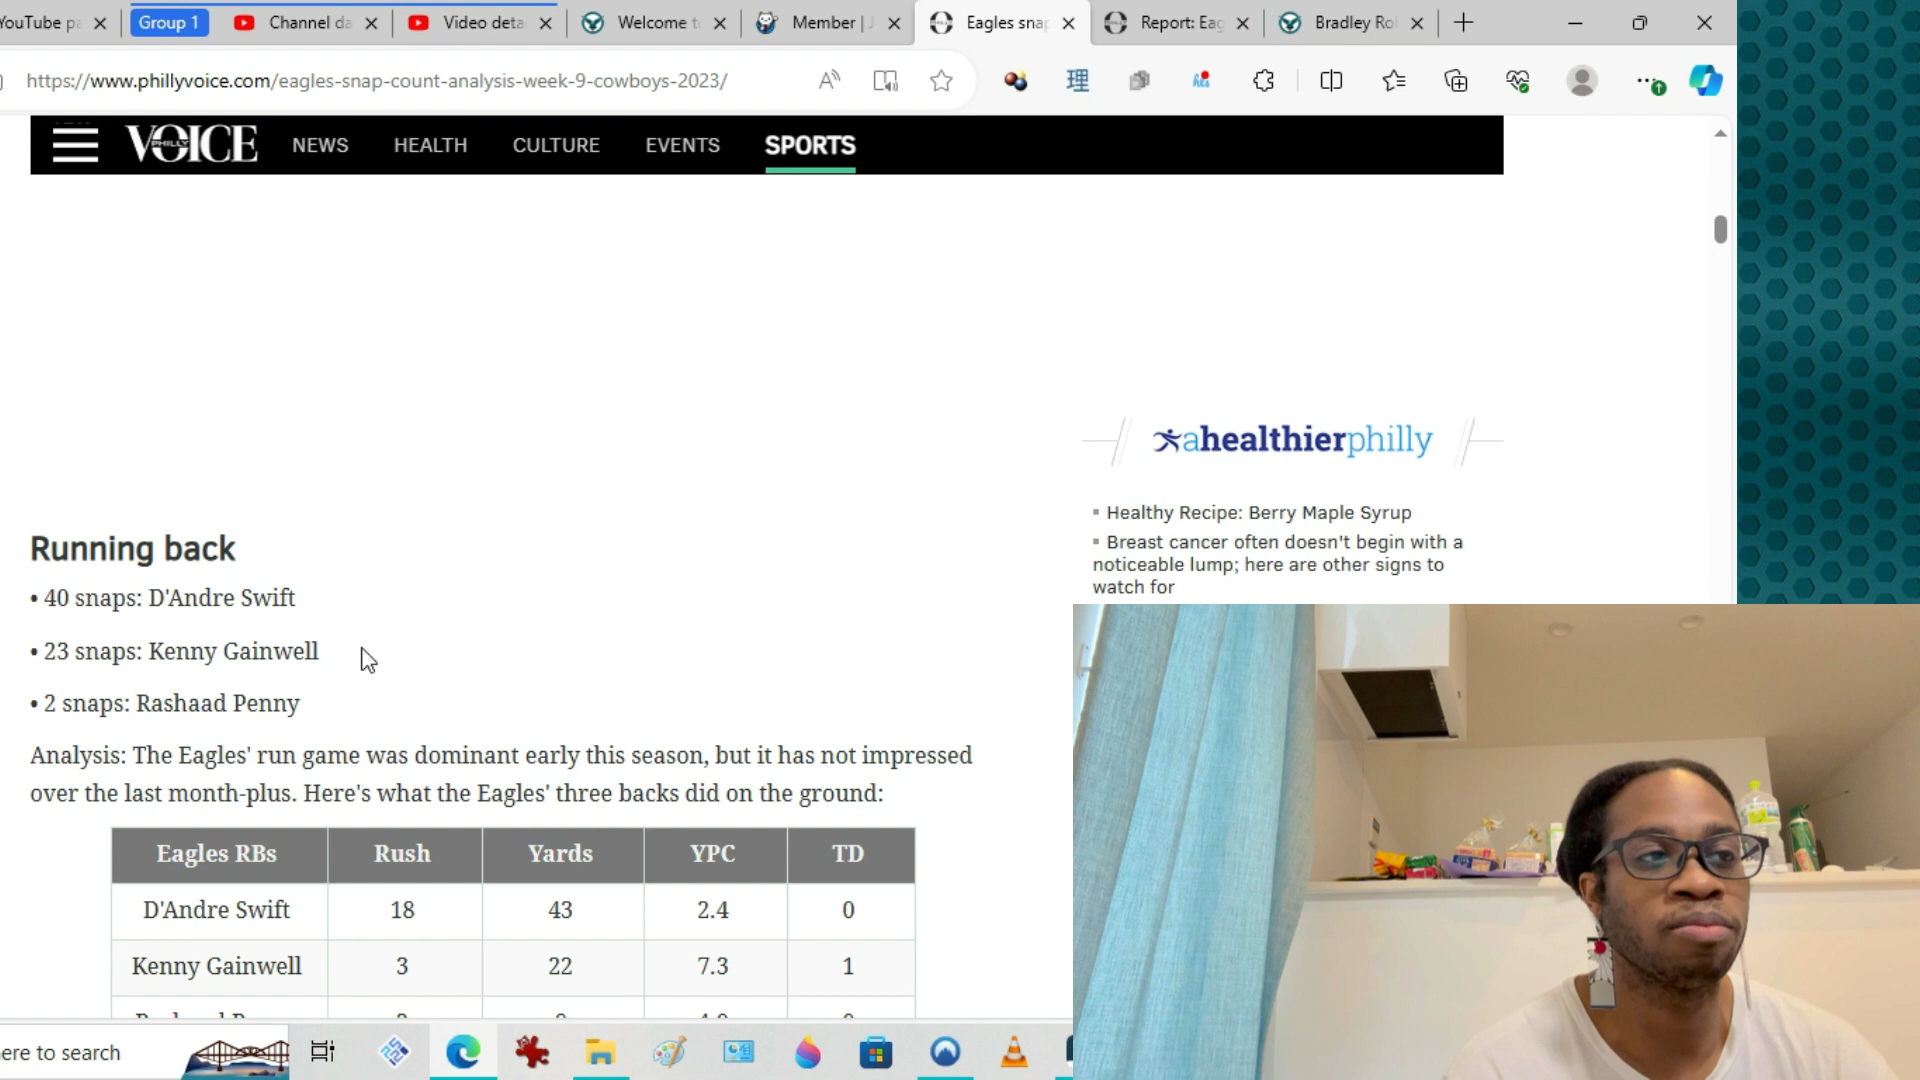 YouTube pa
Group 1
Channel da
Video deta
Welcome t
Member | J
Eagles snap
Report: Eag
Bradley Ro
https://www.phillyvoice.com/eagles-snap-count-analysis-week-9-cowboys-2023/
VOICE
PHILLY
NEWS
HEALTH
CULTURE
EVENTS
SPORTS
ahealthierphilly
▪ Healthy Recipe: Berry Maple Syrup
▪ Breast cancer often doesn't begin with a
noticeable lump; here are other signs to
watch for
Running back
• 40 snaps: D'Andre Swift
• 23 snaps: Kenny Gainwell
• 2 snaps: Rashaad Penny
Analysis: The Eagles' run game was dominant early this season, but it has not impressed
over the last month-plus. Here's what the Eagles' three backs did on the ground:
Eagles RBs Rush Yards YPC TD
D'Andre Swift 18 43 2.4 0
Kenny Gainwell 3 22 7.3 1
ere to search